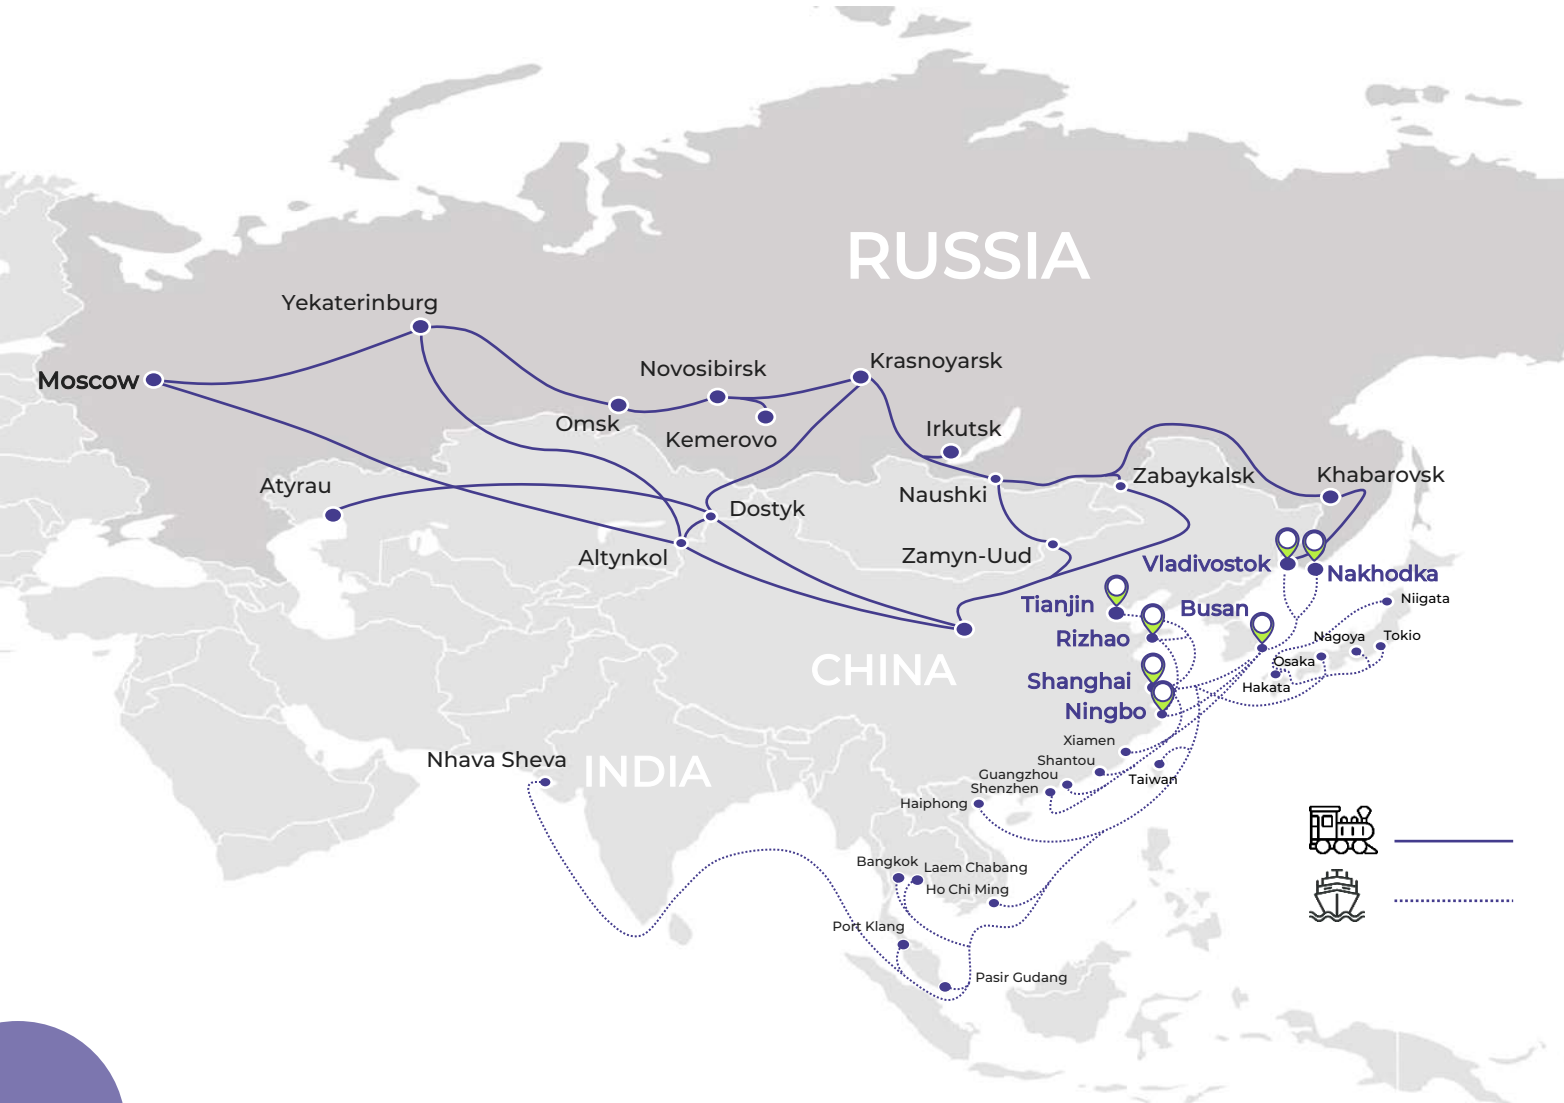 RUSSIA
Yekaterinburg
Moscow
Novosibirsk
Krasnoyarsk
Omsk
Kemerovo
Irkutsk
Atyrau
Naushki
Zabaykalsk
Khabarovsk
Dostyk
Altynkol
Zamyn-Uud
Vladivostok
Nakhodka
Tianjin
Busan
Niigata
Rizhao
Nagoya
Tokio
Osaka
CHINA
Shanghai
Hakata
Ningbo
Xiamen
Nhava Sheva
INDIA
Shantou
Guangzhou
Taiwan
Shenzhen
Haiphong
Bangkok
Laem Chabang
Ho Chi Ming
Port Klang
Pasir Gudang